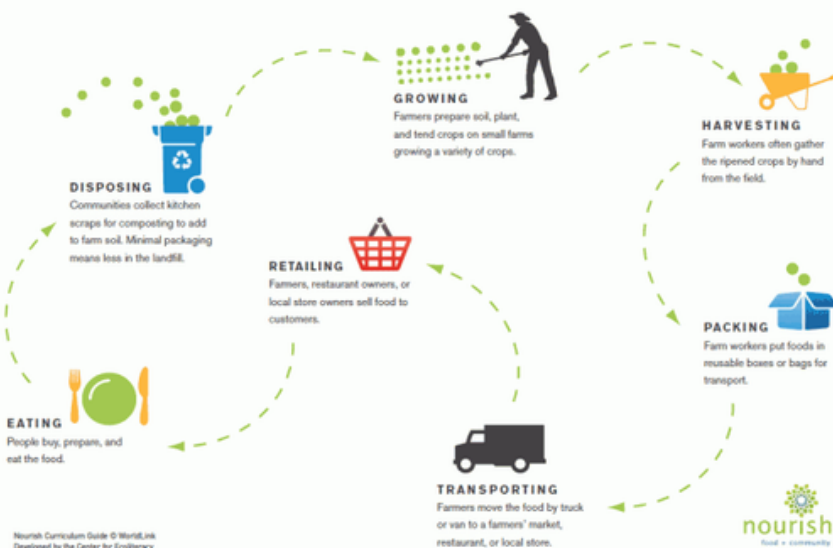 GROWING
Farmers prepare soil, plant,
and tend crops on small farms
growing a variety of crops.
HARVESTING
Farm workers often gather
the ripened crops by hand
from the field.
DISPOSING
Communities collect kitchen
scraps for composting to add
to farm soil. Minimal packaging
means less in the landfill.
RETAILING
Farmers, restaurant owners, or
local store owners sell food to
customers.
PACKING
Farm workers put foods in
reusable boxes or bags for
transport.
EATING
People buy, prepare, and
eat the food.
TRANSPORTING
Farmers move the food by truck
or van to a farmers' market,
restaurant, or local store.
nourish
food + community
Nourish Curriculum Guide © WorldLink
Developed by the Center for Ecoliteracy